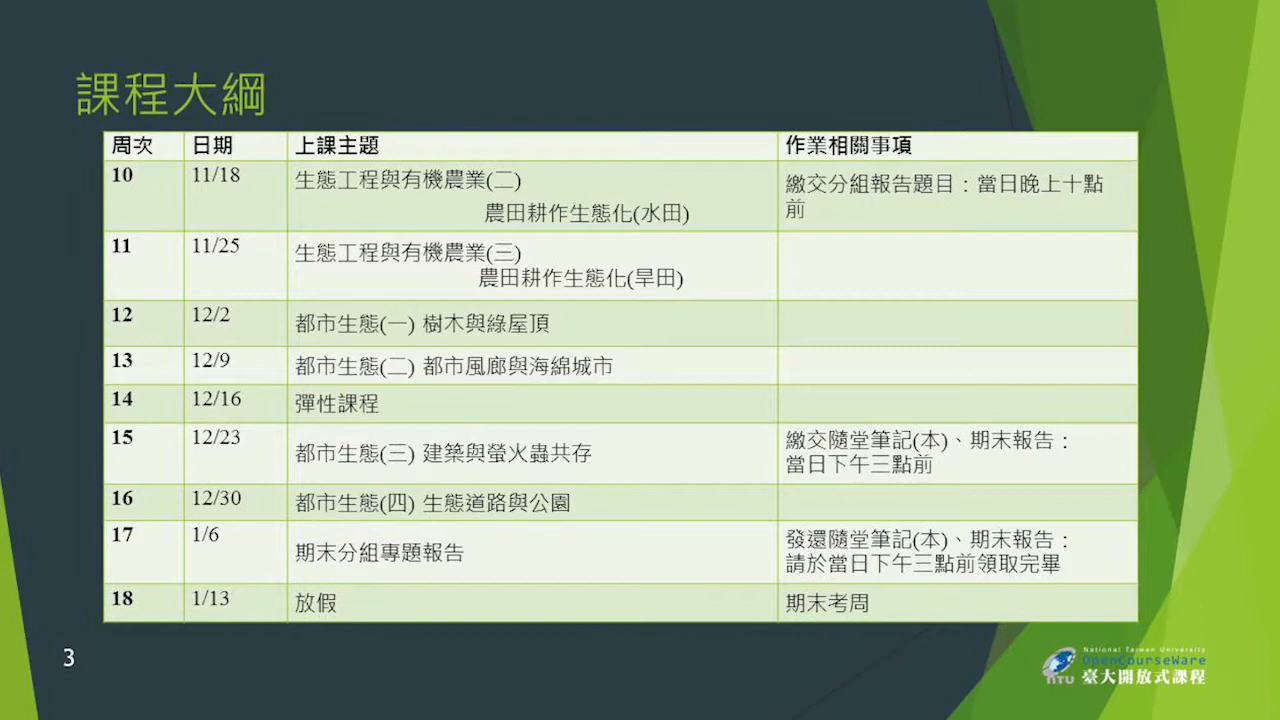 課程大綱
周次 日期 上課主題 作業相關事項
10 11/18 生態工程與有機農業(二)
農田耕作生態化(水田)
繳交分組報告題目：當日晚上十點
前
11 11/25 生態工程與有機農業(三)
農田耕作生態化(旱田)
12 12/2 都市生態(一) 樹木與綠屋頂
13 12/9 都市生態(二) 都市風廊與海綿城市
14 12/16 彈性課程
15 12/23 都市生態(三) 建築與螢火蟲共存
繳交隨堂筆記(本)、期末報告：
當日下午三點前
16 12/30 都市生態(四) 生態道路與公園
17 1/6 期末分組專題報告
發還隨堂筆記(本)、期末報告：
請於當日下午三點前領取完畢
18 1/13 放假 期末考周
3
National Taiwan University
OpenCourseWare
NTU 臺大開放式課程